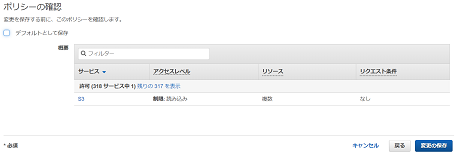 ポリシーの確認
変更を保存する前に、このポリシーを確認します。
デフォルトとして保存
概要
フィルター
サービス アクセスレベル リソース リクエスト条件
許可 (318 サービス中 1) 残りの 317 を表示
S3 制限: 読み込み 複数 なし
* 必須 キャンセル 戻る 変更の保存